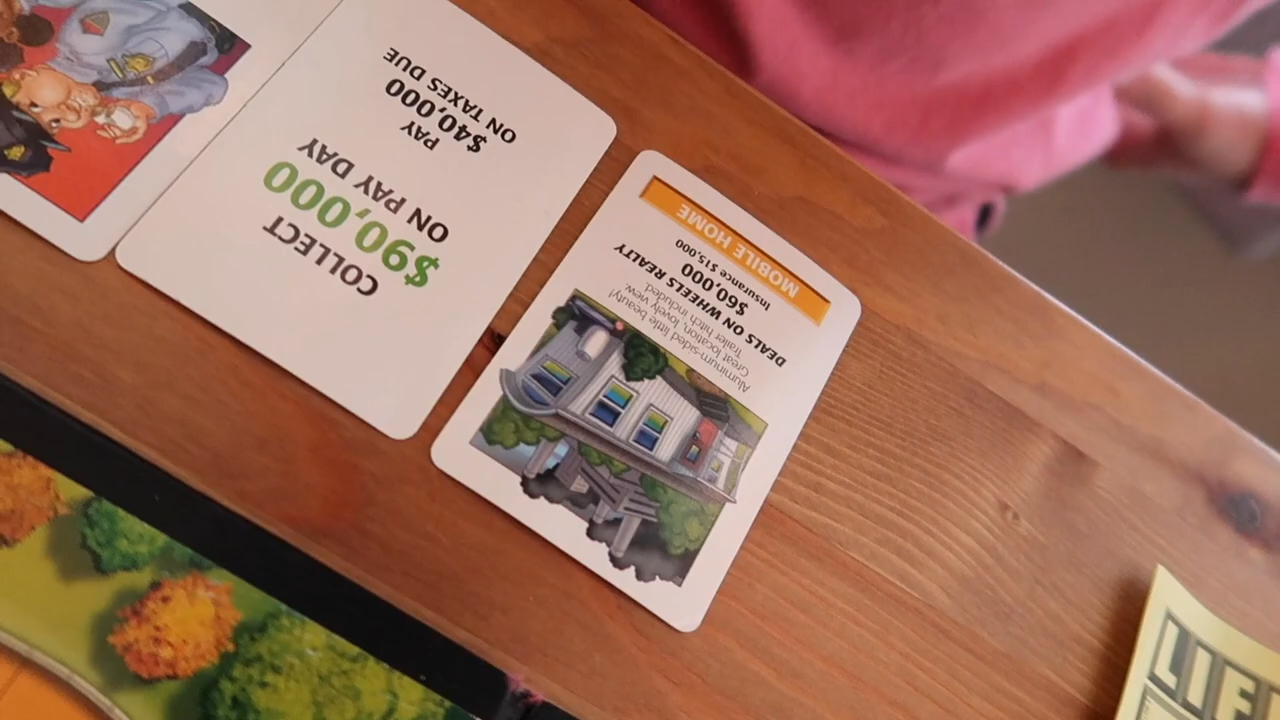 COLLECT
$90,000
ON PAY DAY
PAY
$40,000
ON TAXES DUE
MOBILE HOME
Insurance $15,000
$60,000
DEALS ON WHEELS REALTY
Trailer hitch included.
Great location, lovely view.
Aluminum-sided little beauty!
LIF